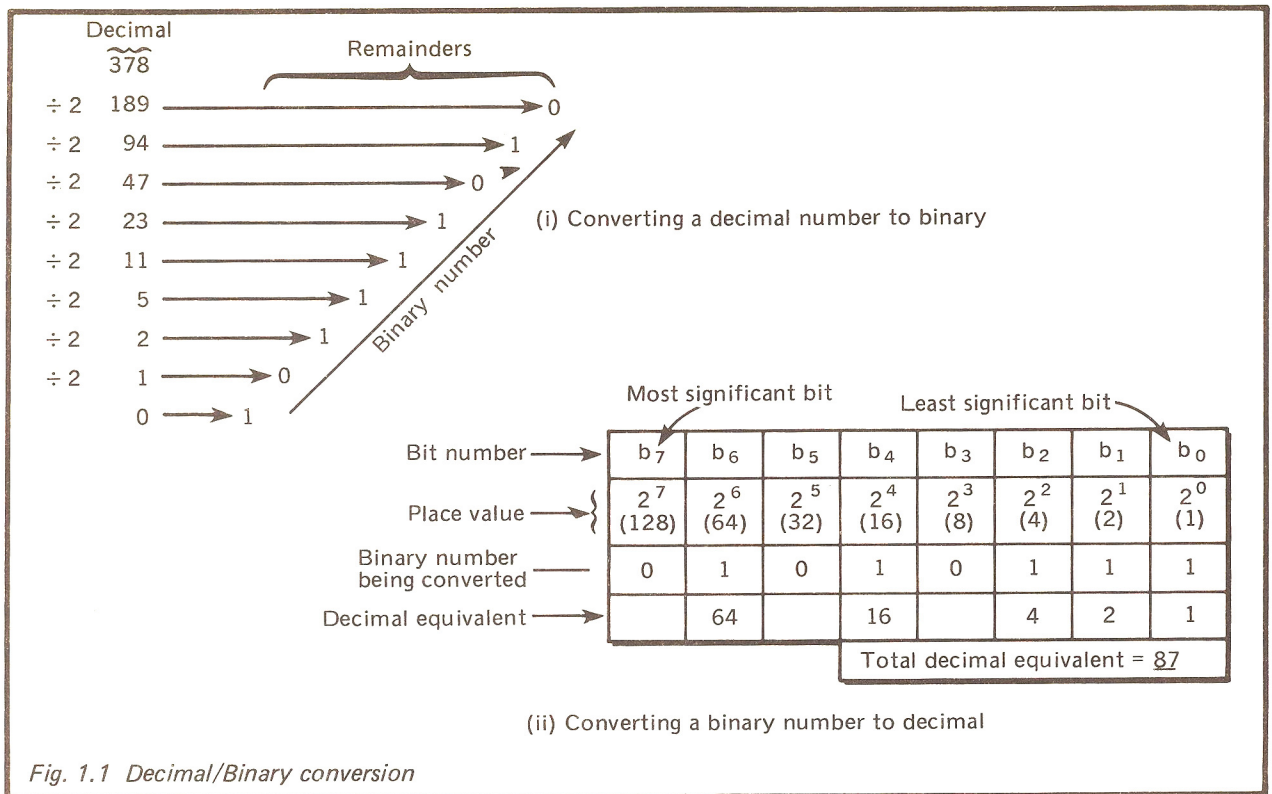 Decimal
378
Remainders
÷ 2 189 0
÷ 2 94 1
÷ 2 47 0
÷ 2 23 1
÷ 2 11 1
÷ 2 5 1
÷ 2 2 1
÷ 2 1 0
0 1
Binary number
(i) Converting a decimal number to binary
Most significant bit
Least significant bit
Bit number b7 b6 b5 b4 b3 b2 b1 b0
Place value 2^7 2^6 2^5 2^4 2^3 2^2 2^1 2^0
(128) (64) (32) (16) (8) (4) (2) (1)
Binary number
being converted 0 1 0 1 0 1 1 1
Decimal equivalent 64 16 4 2 1
Total decimal equivalent = 87
(ii) Converting a binary number to decimal
Fig. 1.1 Decimal/Binary conversion